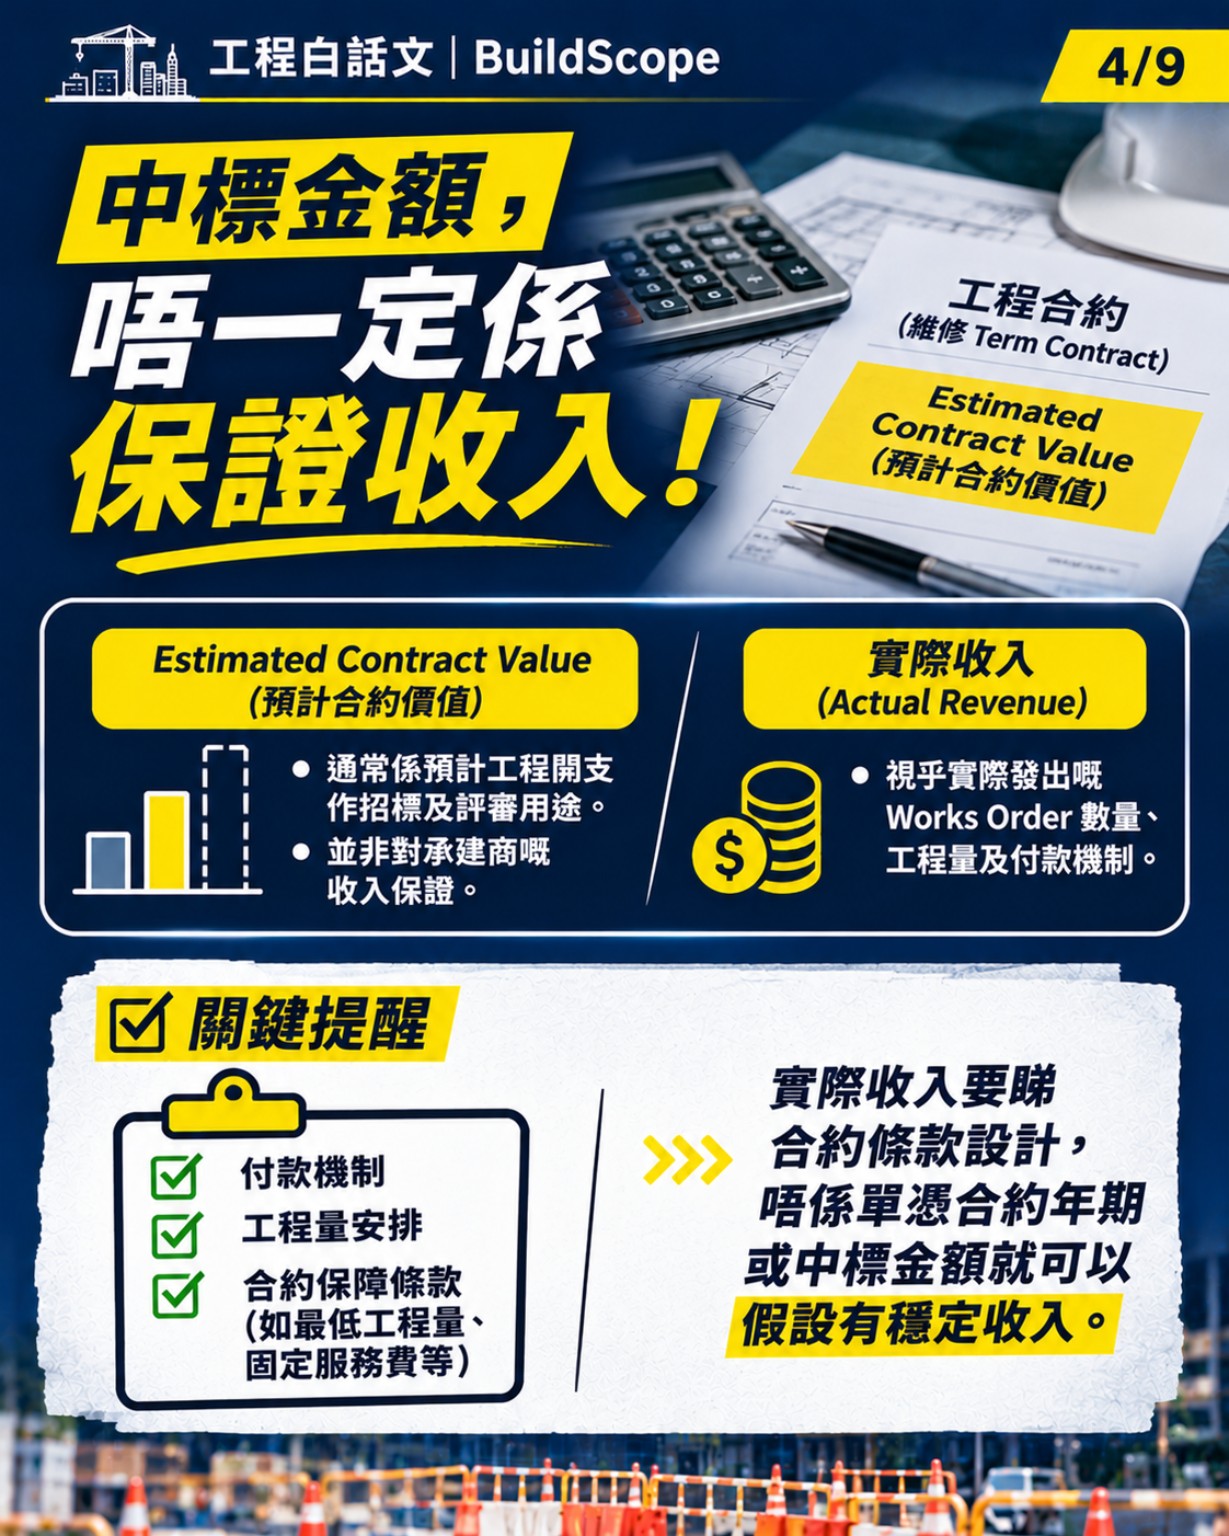 工程白話文｜BuildScope
4/9
中標金額，
唔一定係
保證收入！
工程合約
(維修 Term Contract)
Estimated
Contract Value
(預計合約價值)
Estimated Contract Value
(預計合約價值)
● 通常係預計工程開支
作招標及評審用途。
● 並非對承建商嘅
收入保證。
實際收入
(Actual Revenue)
$
● 視乎實際發出嘅
Works Order 數量、
工程量及付款機制。
關鍵提醒
付款機制
工程量安排
合約保障條款
(如最低工程量、
固定服務費等)
實際收入要睇
合約條款設計，
唔係單憑合約年期
或中標金額就可以
假設有穩定收入。